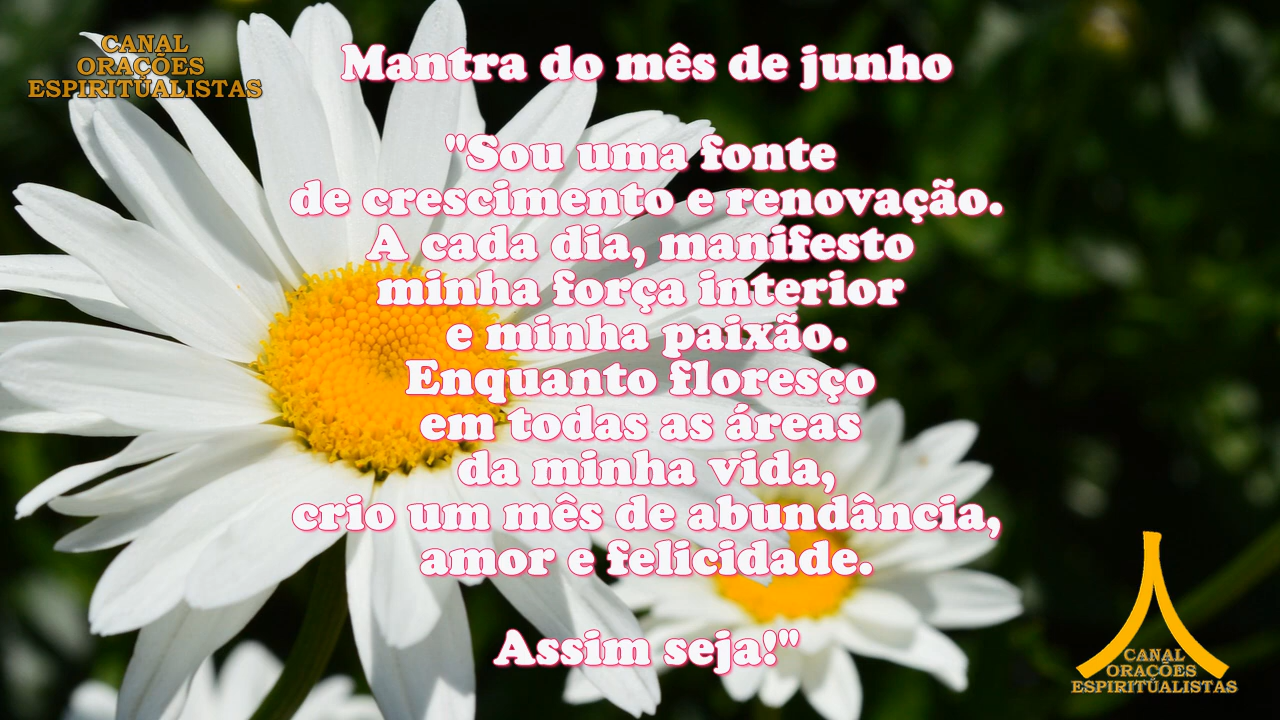 CANAL
ORAÇÕES
ESPIRITUALISTAS
Mantra do mês de junho
"Sou uma fonte
de crescimento e renovação.
A cada dia, manifesto
minha força interior
e minha paixão.
Enquanto floresço
em todas as áreas
da minha vida,
crio um mês de abundância,
amor e felicidade.
Assim seja!"
CANAL
ORAÇÕES
ESPIRITUALISTAS